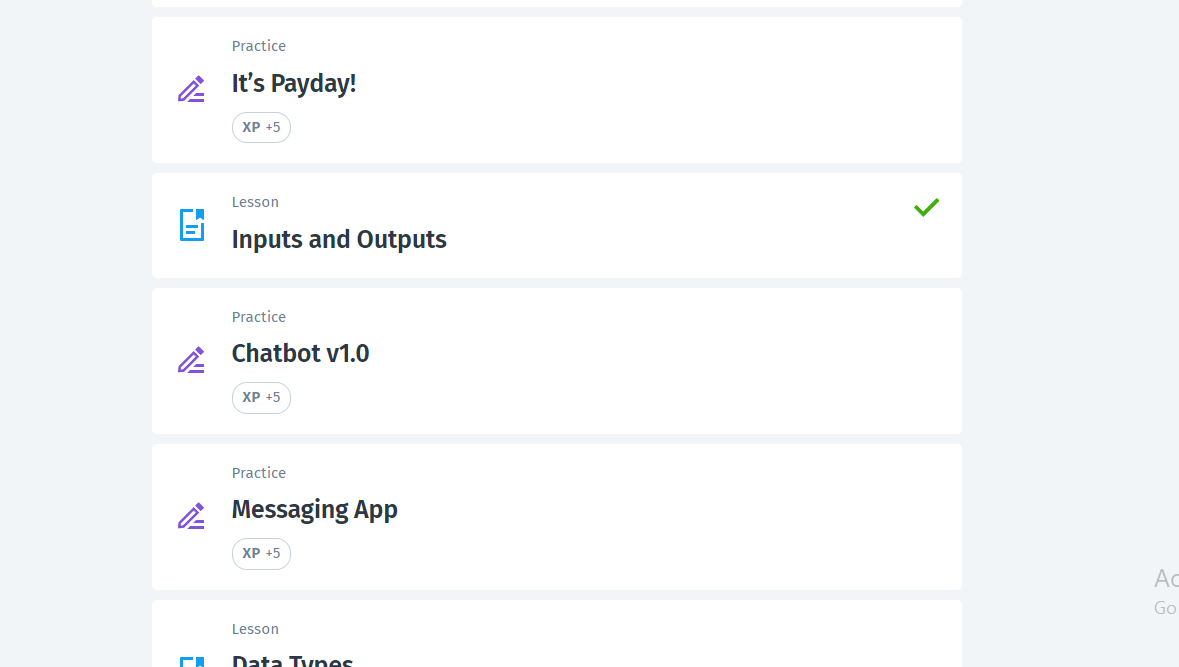 Practice
It’s Payday!
XP +5
Lesson
Inputs and Outputs
Practice
Chatbot v1.0
XP +5
Practice
Messaging App
XP +5
Lesson
Data Types
Go